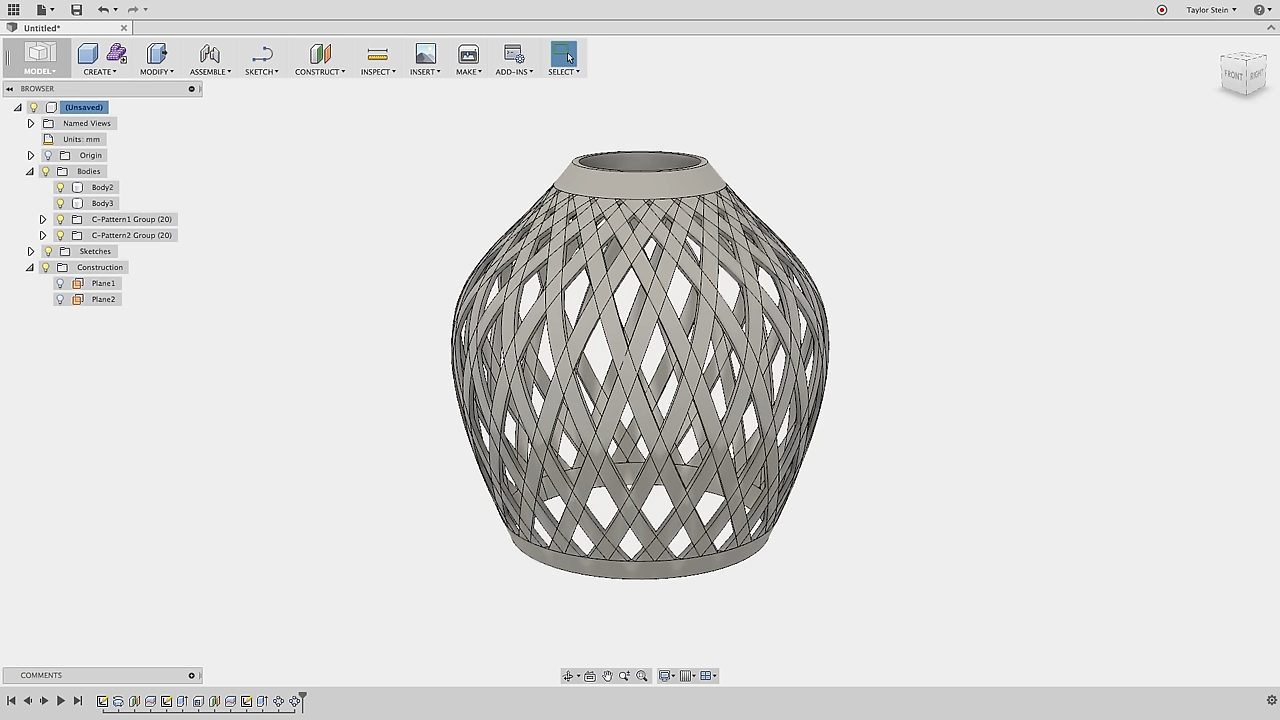 Taylor Stein
Untitled*
MODEL
CREATE
MODIFY
ASSEMBLE
SKETCH
CONSTRUCT
INSPECT
INSERT
MAKE
ADD-INS
SELECT
FRONT
RIGHT
BROWSER
(Unsaved)
Named Views
Units: mm
Origin
Bodies
Body2
Body3
C-Pattern1 Group (20)
C-Pattern2 Group (20)
Sketches
Construction
Plane1
Plane2
COMMENTS